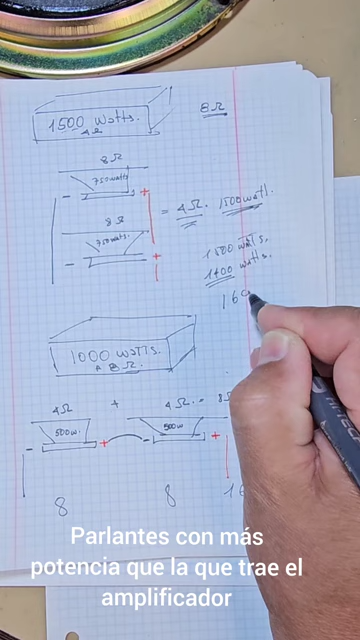 1500 watts.
4Ω
8Ω
8Ω
750watts
- +
= 4Ω. 1500watt.
8Ω
750watts
- +
1500 watts.
1400 watts.
160
1000 watts.
A 8Ω.
4Ω + 4Ω = 8Ω
500w. 500w
- + - +
8 8 16
Parlantes con más
potencia que la que trae el
amplificador